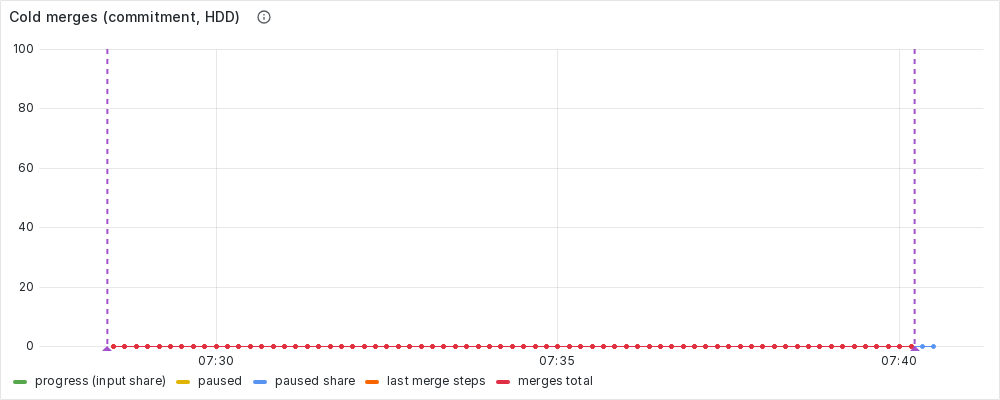 Cold merges (commitment, HDD)
100
80
60
40
20
0
07:30 07:35 07:40
progress (input share) paused paused share last merge steps merges total